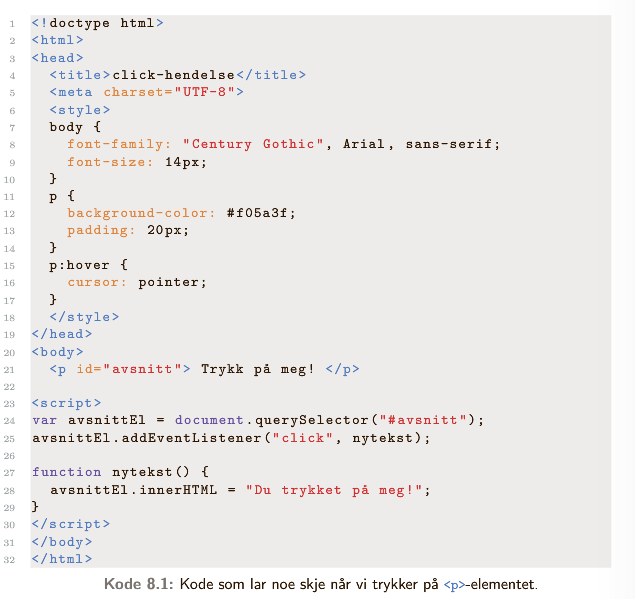 1 <!doctype html>
2 <html>
3 <head>
4   <title>click-hendelse</title>
5   <meta charset="UTF-8">
6   <style>
7   body {
8     font-family: "Century Gothic", Arial, sans-serif;
9     font-size: 14px;
10   }
11   p {
12     background-color: #f05a3f;
13     padding: 20px;
14   }
15   p:hover {
16     cursor: pointer;
17   }
18   </style>
19 </head>
20 <body>
21   <p id="avsnitt"> Trykk på meg! </p>
22
23 <script>
24 var avsnittEl = document.querySelector("#avsnitt");
25 avsnittEl.addEventListener("click", nytekst);
26
27 function nytekst() {
28   avsnittEl.innerHTML = "Du trykket på meg!";
29 }
30 </script>
31 </body>
32 </html>
Kode 8.1: Kode som lar noe skje når vi trykker på <p>-elementet.